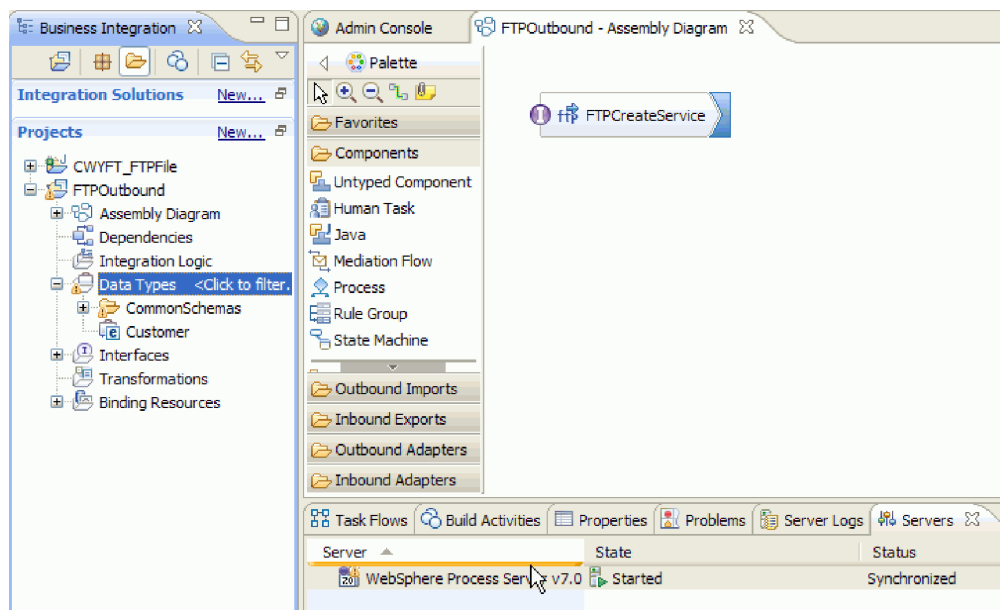 Business Integration
Integration Solutions New...
Projects New...
CWYFT_FTPFile
FTPOutbound
Assembly Diagram
Dependencies
Integration Logic
Data Types <Click to filter.
CommonSchemas
Customer
Interfaces
Transformations
Binding Resources
Admin Console
FTPOutbound - Assembly Diagram
Palette
Favorites
Components
Untyped Component
Human Task
Java
Mediation Flow
Process
Rule Group
State Machine
Outbound Imports
Inbound Exports
Outbound Adapters
Inbound Adapters
FTPCreateService
Task Flows
Build Activities
Properties
Problems
Server Logs
Servers
Server State Status
WebSphere Process Server v7.0 Started Synchronized